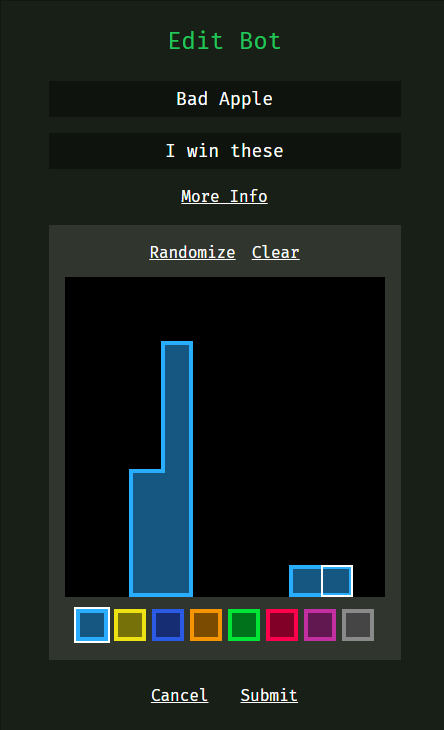 Edit Bot
Bad Apple
I win these
More Info
Randomize Clear
Cancel Submit